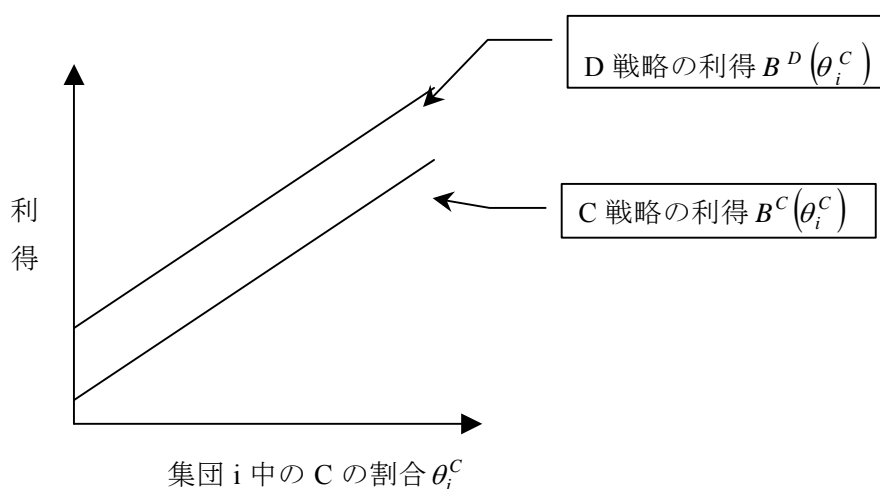 D 戦略の利得 B^D(θ_i^C)
C 戦略の利得 B^C(θ_i^C)
利
得
集団 i 中の C の割合 θ_i^C